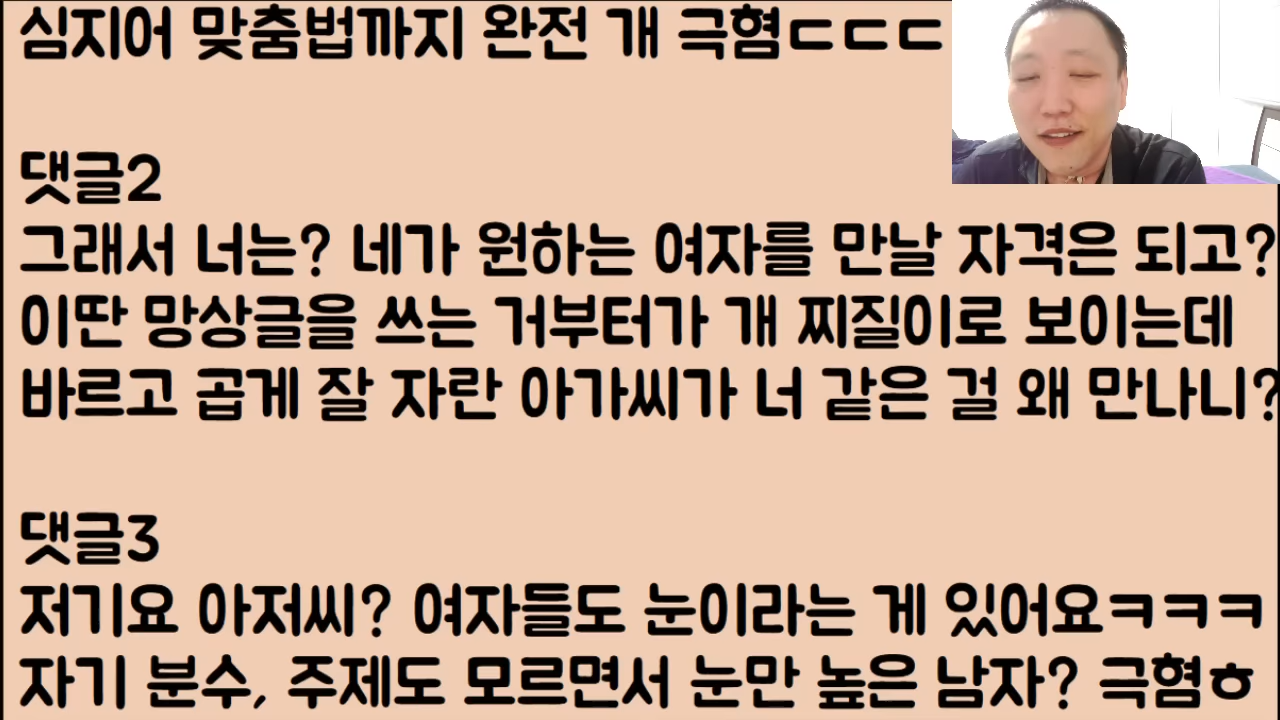 심지어 맞춤법까지 완전 개 극혐ㄷㄷㄷ
댓글2
그래서 너는? 네가 원하는 여자를 만날 자격은 되고?
이딴 망상글을 쓰는 거부터가 개 찌질이로 보이는데
바르고 곱게 잘 자란 아가씨가 너 같은 걸 왜 만나니?
댓글3
저기요 아저씨? 여자들도 눈이라는 게 있어요ㅋㅋㅋ
자기 분수, 주제도 모르면서 눈만 높은 남자? 극혐ㅎ